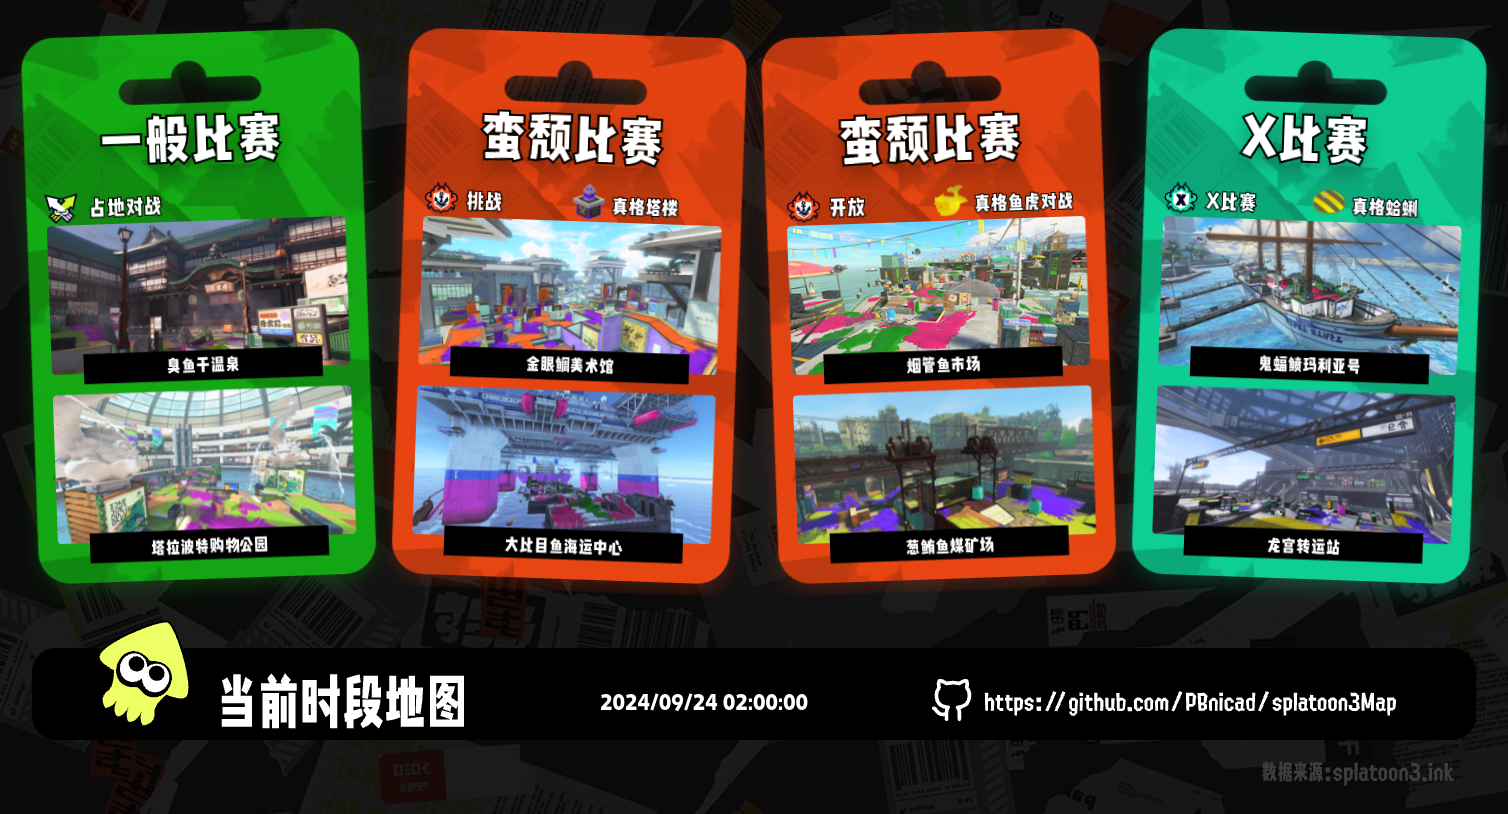 一般比赛
占地对战
臭鱼干温泉
塔拉波特购物公园
蛮颓比赛
挑战
真格塔楼
金眼鲷美术馆
大比目鱼海运中心
蛮颓比赛
开放
真格鱼虎对战
烟管鱼市场
葱鲔鱼煤矿场
X比赛
X比赛
真格蛤蜊
鬼蝠鲼玛利亚号
龙宫转运站
当前时段地图
2024/09/24 02:00:00
https://github.com/PBnicad/splatoon3Map
数据来源:splatoon3.ink